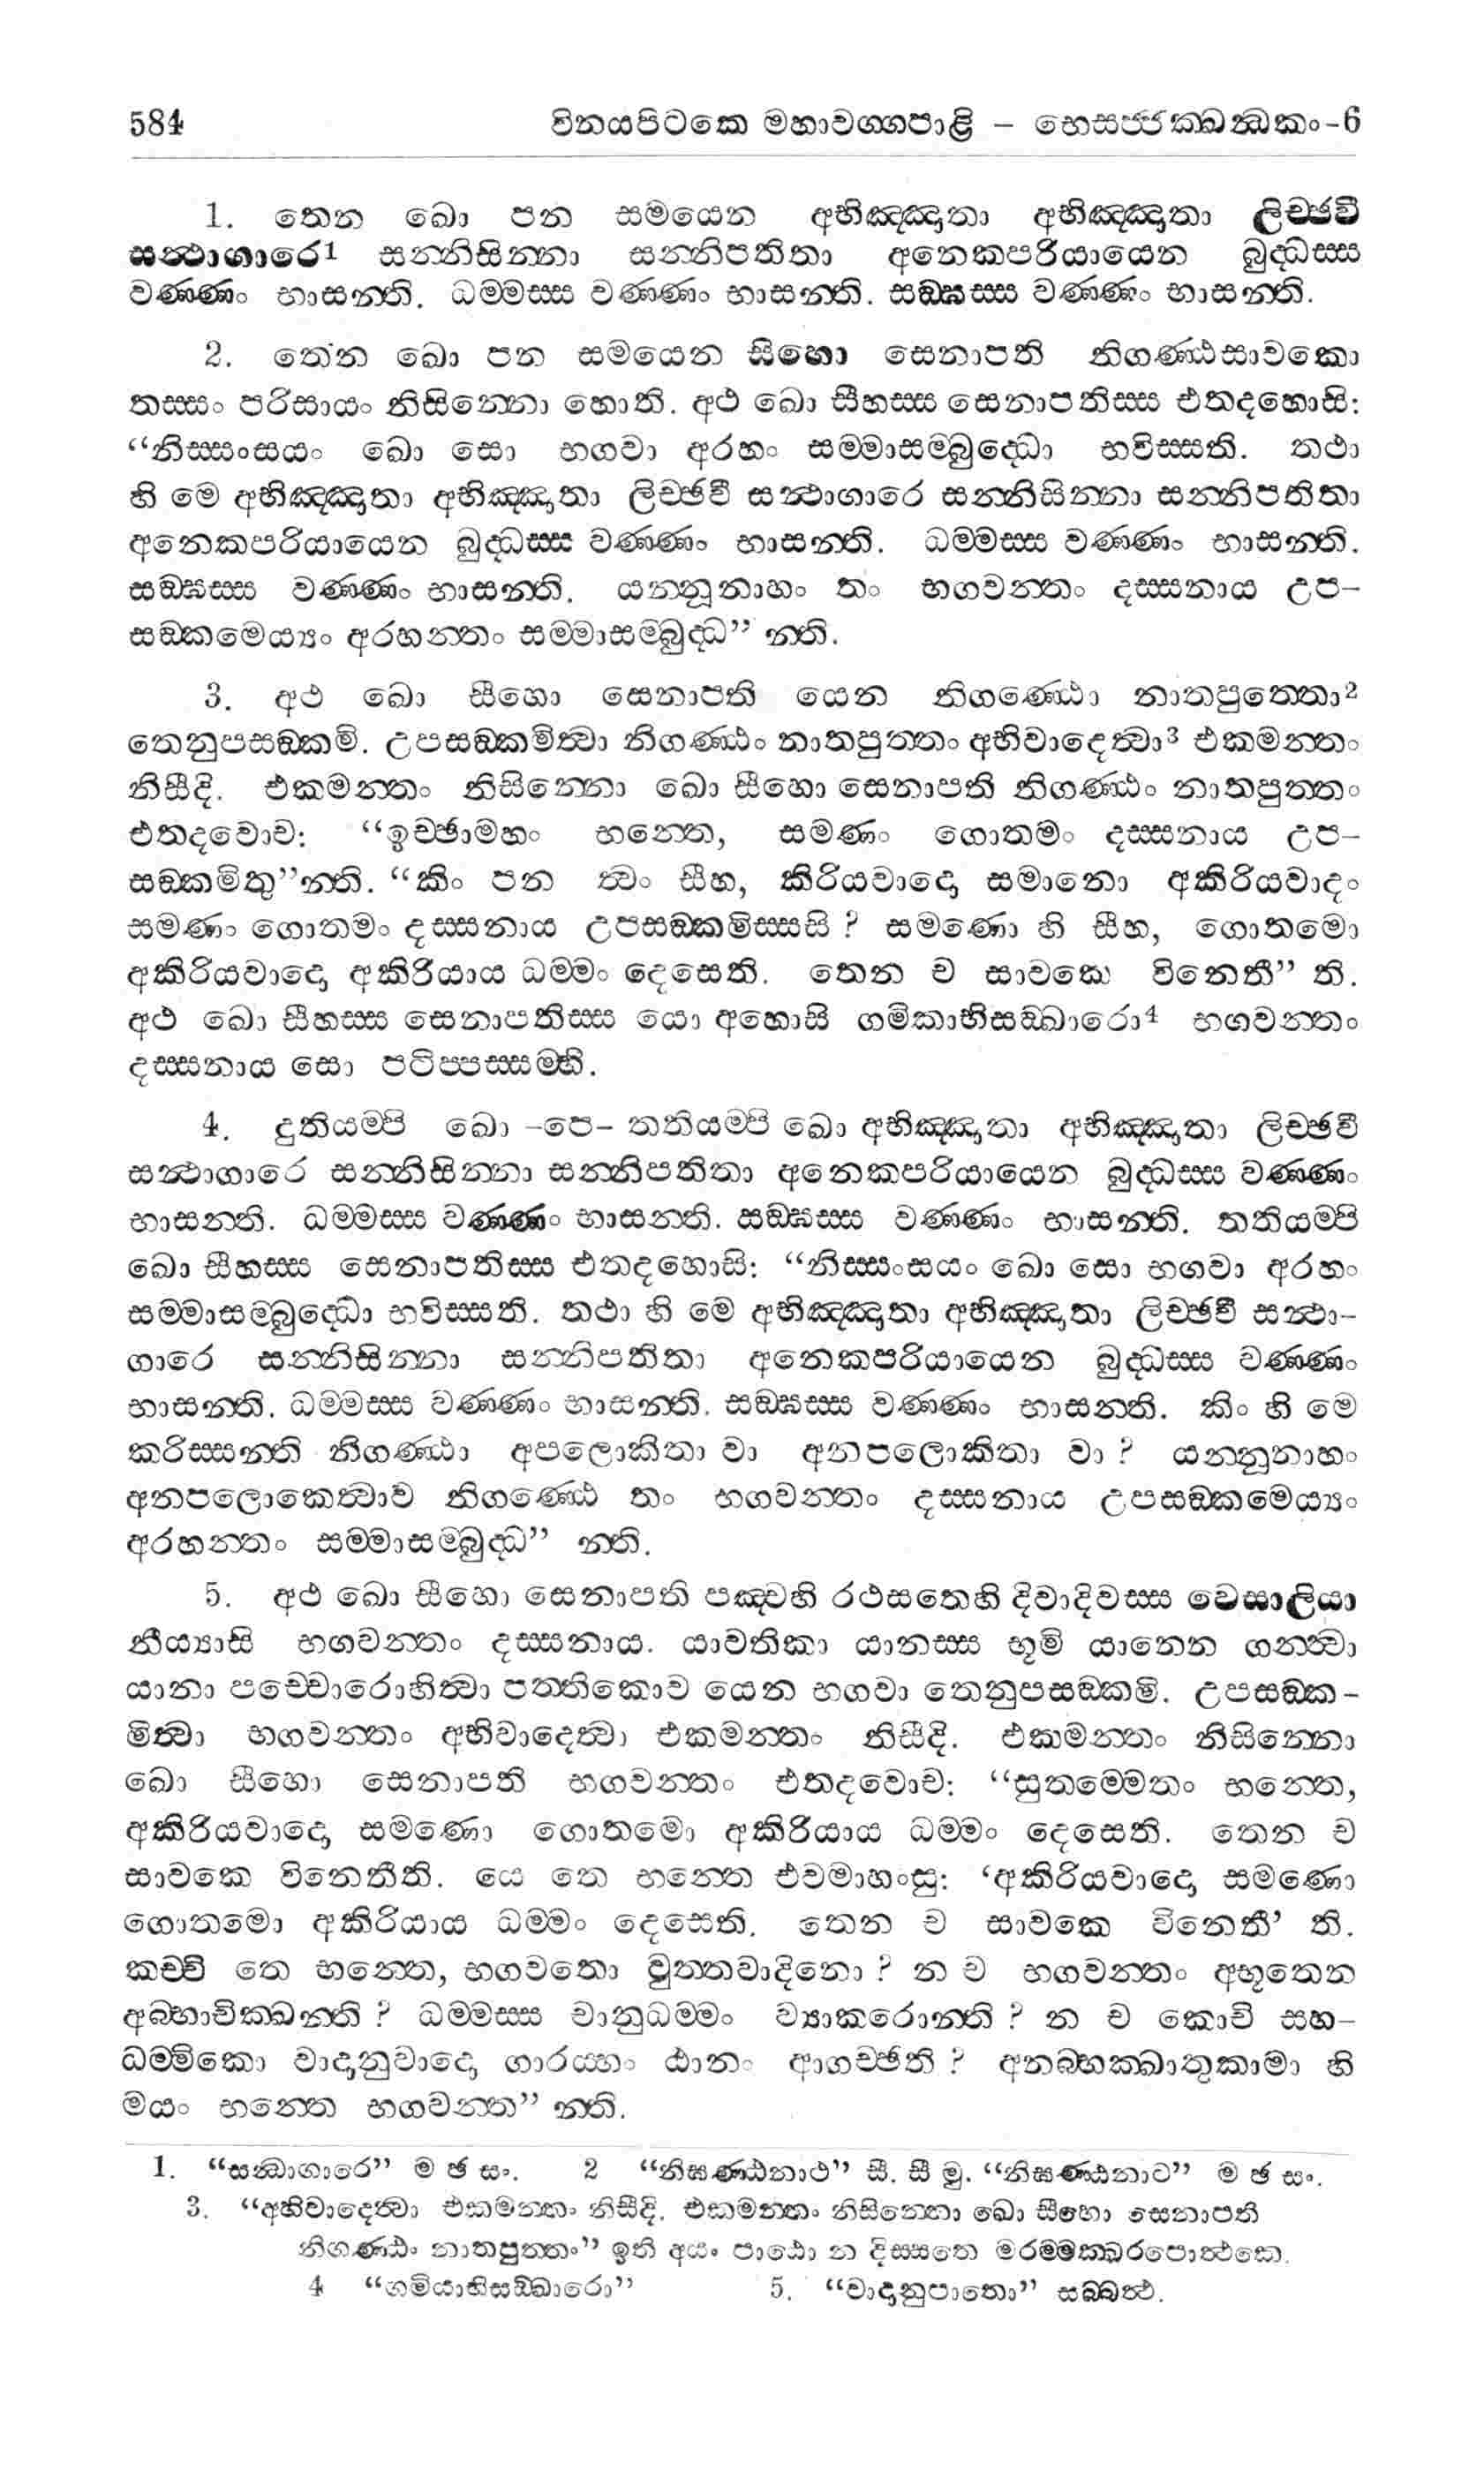 584 විනයපිටකෙ මහාවග්ගපාළි – භෙසජ්ජක්ඛන්ධකං-6
1. තෙන ඛො පන සමයෙන අභිඤ්ඤාතා අභිඤ්ඤාතා ලිච්ඡවී
සන්ථාගාරෙ1 සන්නිසින්නා සන්නිපතිතා අනෙකපරියායෙන බුද්ධස්ස
වණ්ණං භාසන්ති. ධම්මස්ස වණ්ණං භාසන්ති. සඞ්ඝස්ස වණ්ණං භාසන්ති.
2. තෙන ඛො පන සමයෙන සිහො සෙනාපති නිගණ්ඨසාවකො
තස්සං පරිසායං නිසින්නො හොති. අථ ඛො සීහස්ස සෙනාපතිස්ස එතදහොසි:
“නිස්සංසයං ඛො සො භගවා අරහං සම්මාසම්බුද්ධො භවිස්සති. තථා
හි මෙ අභිඤ්ඤාතා අභිඤ්ඤාතා ලිච්ඡවී සන්ථාගාරෙ සන්නිසින්නා සන්නිපතිතා
අනෙකපරියායෙන බුද්ධස්ස වණ්ණං භාසන්ති. ධම්මස්ස වණ්ණං භාසන්ති.
සඞ්ඝස්ස වණ්ණං භාසන්ති. යන්නූනාහං තං භගවන්තං දස්සනාය උප–
සඞ්කමෙය්‍යං අරහන්තං සම්මාසම්බුද්ධ” න්ති.
3. අථ ඛො සීහො සෙනාපති යෙන නිගණ්ඨො නාතපුත්තො2
තෙනුපසඞ්කමි. උපසඞ්කමිත්වා නිගණ්ඨං නාතපුත්තං අභිවාදෙත්වා3 එකමන්තං
නිසීදි. එකමන්තං නිසින්නො ඛො සීහො සෙනාපති නිගණ්ඨං නාතපුත්තං
එතදවොච: “ඉච්ඡාමහං භන්තෙ, සමණං ගොතමං දස්සනාය උප–
සඞ්කමිතු”න්ති. “කිං පන ත්වං සීහ, කිරියවාදො සමානො අකිරියවාදං
සමණං ගොතමං දස්සනාය උපසඞ්කමිස්සසි? සමණො හි සීහ, ගොතමො
අකිරියවාදො අකිරියාය ධම්මං දෙසෙති. තෙන ච සාවකෙ විනෙතී” ති.
අථ ඛො සීහස්ස සෙනාපතිස්ස යො අහොසි ගමිකාභිසඞ්ඛාරො4 භගවන්තං
දස්සනාය සො පටිප්පස්සම්භි.
4. දුතියම්පි ඛො –පෙ– තතියම්පි ඛො අභිඤ්ඤාතා අභිඤ්ඤාතා ලිච්ඡවී
සන්ථාගාරෙ සන්නිසින්නා සන්නිපතිතා අනෙකපරියායෙන බුද්ධස්ස වණ්ණං
භාසන්ති. ධම්මස්ස වණ්ණං භාසන්ති. සඞ්ඝස්ස වණ්ණං භාසන්ති. තතියම්පි
ඛො සීහස්ස සෙනාපතිස්ස එතදහොසි: “නිස්සංසයං ඛො සො භගවා අරහං
සම්මාසම්බුද්ධො භවිස්සති. තථා හි මෙ අභිඤ්ඤාතා අභිඤ්ඤාතා ලිච්ඡවී සන්ථා–
ගාරෙ සන්නිසින්නා සන්නිපතිතා අනෙකපරියායෙන බුද්ධස්ස වණ්ණං
භාසන්ති. ධම්මස්ස වණ්ණං භාසන්ති. සඞ්ඝස්ස වණ්ණං භාසන්ති. කිං හි මෙ
කරිස්සන්ති නිගණ්ඨා අපලොකිතා වා අනපලොකිතා වා? යන්නූනාහං
අනපලොකෙත්වාව නිගණ්ඨෙ තං භගවන්තං දස්සනාය උපසඞ්කමෙය්‍යං
අරහන්තං සම්මාසම්බුද්ධ” න්ති.
5. අථ ඛො සීහො සෙනාපති පඤ්චහි රථසතෙහි දිවාදිවස්ස වෙසාලියා
නීය්‍යාසි භගවන්තං දස්සනාය. යාවතිකා යානස්ස භූමි යානෙන ගන්ත්වා
යානා පච්චොරොහිත්වා පත්තිකොව යෙන භගවා තෙනුපසඞ්කමි. උපසඞ්ක–
මිත්වා භගවන්තං අභිවාදෙත්වා එකමන්තං නිසීදි. එකමන්තං නිසින්නො
ඛො සීහො සෙනාපති භගවන්තං එතදවොච: “සුතම්මෙතං භන්තෙ,
අකිරියවාදො සමණො ගොතමො අකිරියාය ධම්මං දෙසෙති. තෙන ච
සාවකෙ විනෙතීති. යෙ තෙ භන්තෙ එවමාහංසු: ‘අකිරියවාදො සමණො
ගොතමො අකිරියාය ධම්මං දෙසෙති. තෙන ච සාවකෙ විනෙතී’ ති.
කච්චි තෙ භන්තෙ, භගවතො වුත්තවාදිනො? න ච භගවන්තං අභූතෙන
අබ්භාචික්ඛන්ති? ධම්මස්ස චානුධම්මං ව්‍යාකරොන්ති? න ච කොචි සහ–
ධම්මිකො වාදානුවාදො ගාරය්හං ඨානං ආගච්ඡති? අනබ්භක්ඛාතුකාමා හි
මයං භන්තෙ භගවන්ත” න්ති.
1. “සන්ධාගාරෙ” ම ඡ සං. 2 “නිඝණ්ඨනාථ” සී. සී මු. “නිඝණ්ඨනාට” ම ඡ සං.
3. “අභිවාදෙත්වා එකමන්තං නිසීදි. එකමන්තං නිසින්නො ඛො සීහො සෙනාපති
නිගණ්ඨං නාතපුත්තං” ඉති අයං පාඨො න දිස්සතෙ මරම්මක්ඛරපොත්ථකෙ.
4 “ගමියාභිසඞ්ඛාරො” 5. “වාදානුපාතො” සබ්බත්ථ.